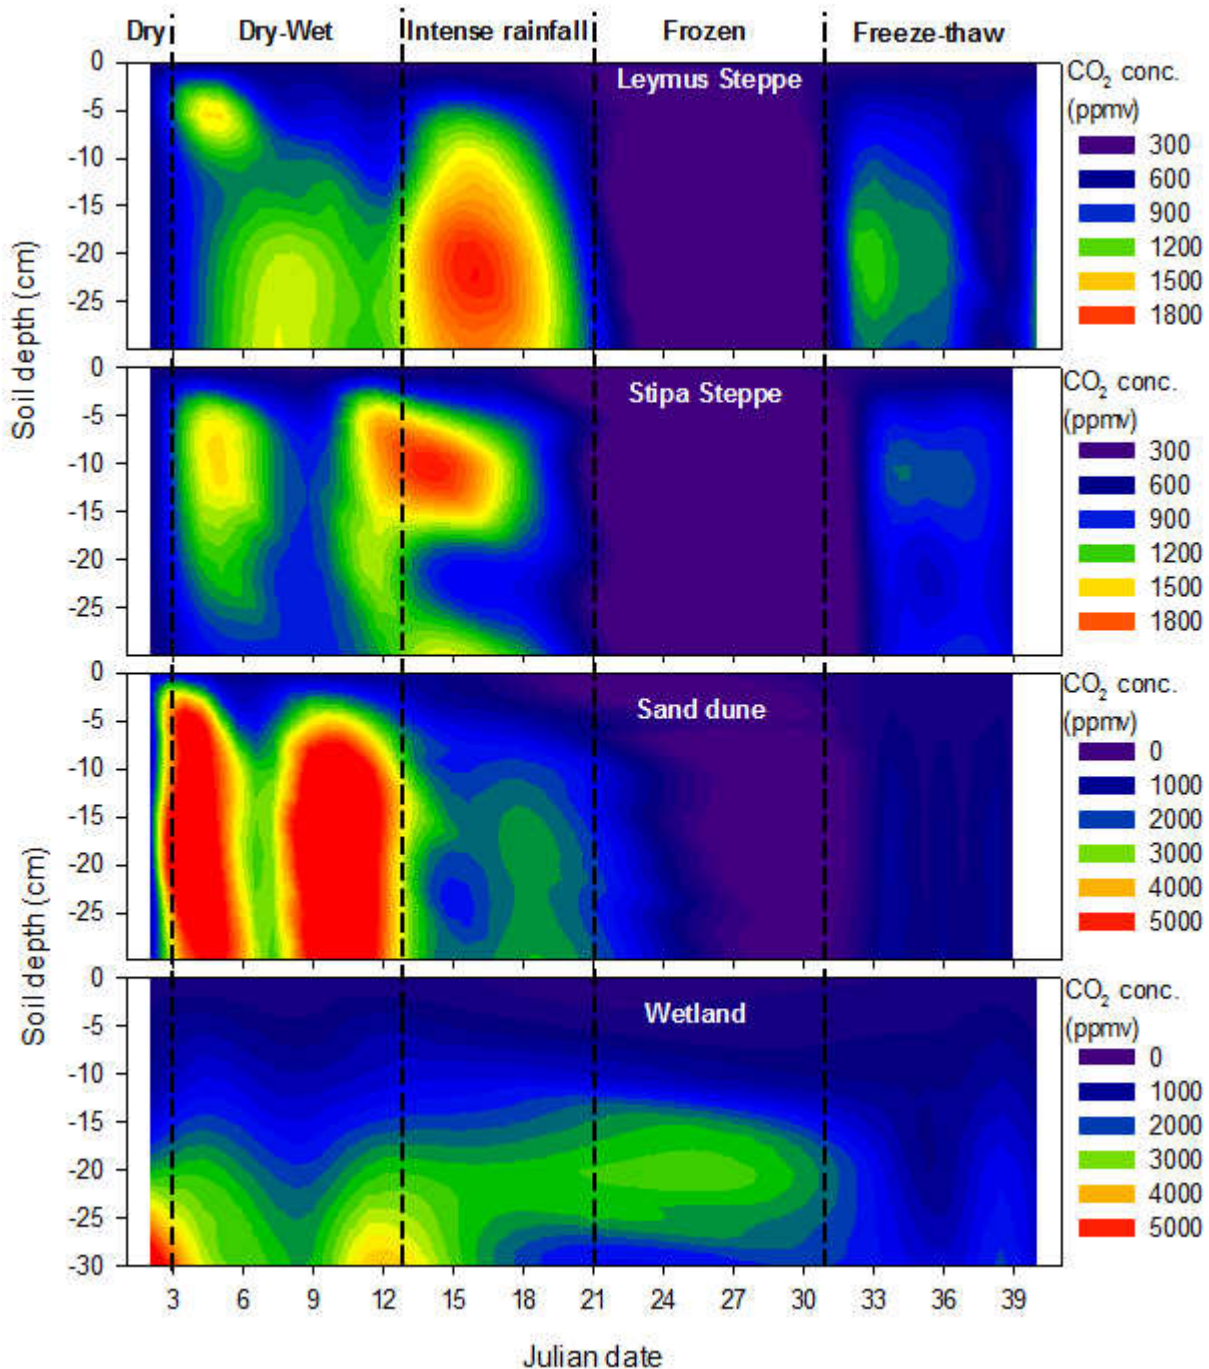 Dry Dry-Wet Intense rainfall Frozen Freeze-thaw
Leymus Steppe
CO2 conc.
(ppmv)
300
600
900
1200
1500
1800
0
-5
-10
-15
-20
-25
Soil depth (cm)
Stipa Steppe
CO2 conc.
(ppmv)
300
600
900
1200
1500
1800
0
-5
-10
-15
-20
-25
Sand dune
CO2 conc.
(ppmv)
0
1000
2000
3000
4000
5000
0
-5
-10
-15
-20
-25
Soil depth (cm)
Wetland
CO2 conc.
(ppmv)
0
1000
2000
3000
4000
5000
0
-5
-10
-15
-20
-25
-30
3 6 9 12 15 18 21 24 27 30 33 36 39
Julian date